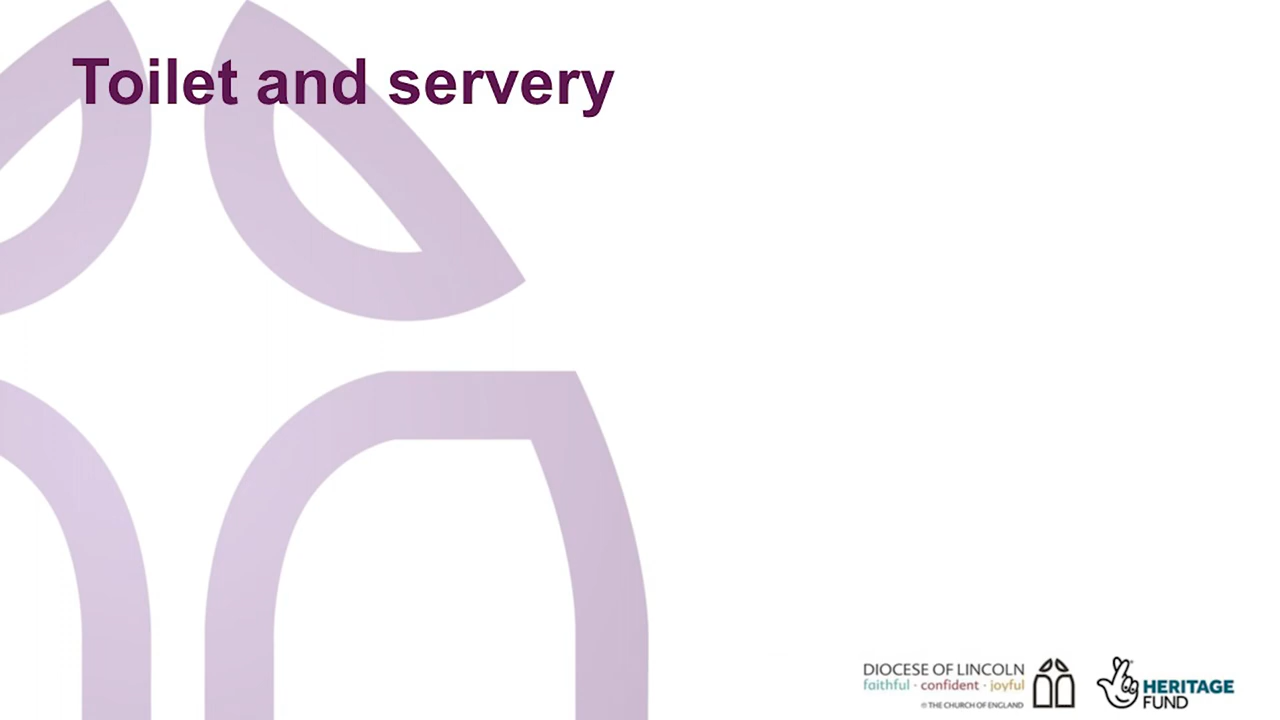 Toilet and servery
DIOCESE OF LINCOLN
faithful · confident · joyful
THE CHURCH OF ENGLAND
HERITAGE
FUND